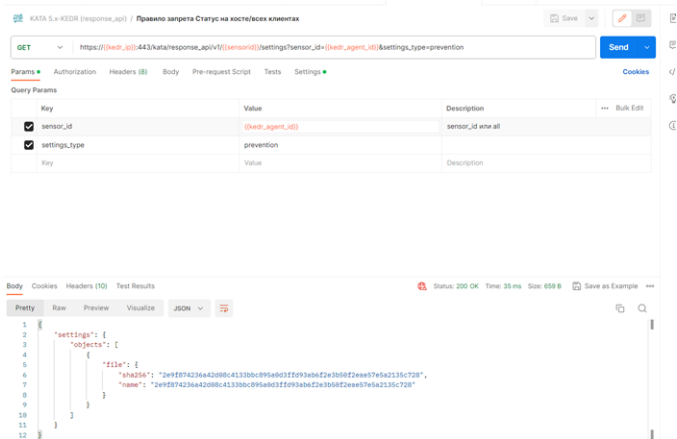 KATA 5.x-KEDR (response_api) / Правило запрета Статус на хосте/всех клиентах
Save
GET
https://{{kedr_ip}}:443/kata/response_api/v1/{{sensorid}}/settings?sensor_id={{kedr_agent_id}}&settings_type=prevention
Send
Params
Authorization
Headers (8)
Body
Pre-request Script
Tests
Settings
Cookies
Query Params
Key
Value
Description
Bulk Edit
sensor_id
{{kedr_agent_id}}
sensor_id или all
settings_type
prevention
Key
Value
Description
Body
Cookies
Headers (10)
Test Results
Status: 200 OK
Time: 35 ms
Size: 659 B
Save as Example
Pretty
Raw
Preview
Visualize
JSON
1 {
2 "settings": {
3 "objects": [
4 {
5 "file": {
6 "sha256": "2e9f874236a42d08c4133bbc895a0d3ffd93ab6f2e3b50f2eae57e5a2135c728",
7 "name": "2e9f874236a42d08c4133bbc895a0d3ffd93ab6f2e3b50f2eae57e5a2135c728"
8 }
9 }
10 ]
11 }
12 }